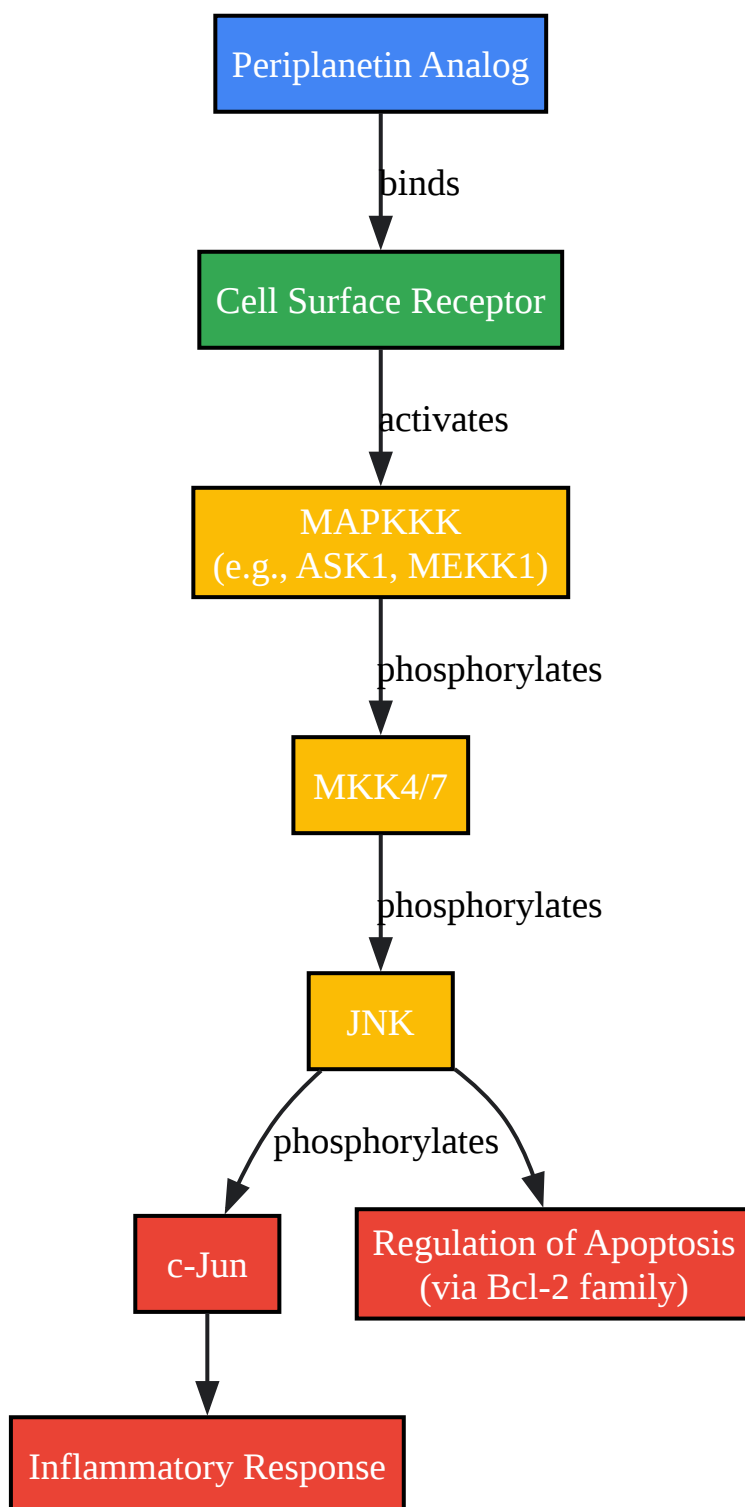 Periplanetin Analog
binds
Cell Surface Receptor
activates
MAPKKK
(e.g., ASK1, MEKK1)
phosphorylates
MKK4/7
phosphorylates
JNK
phosphorylates
c-Jun
Regulation of Apoptosis
(via Bcl-2 family)
Inflammatory Response